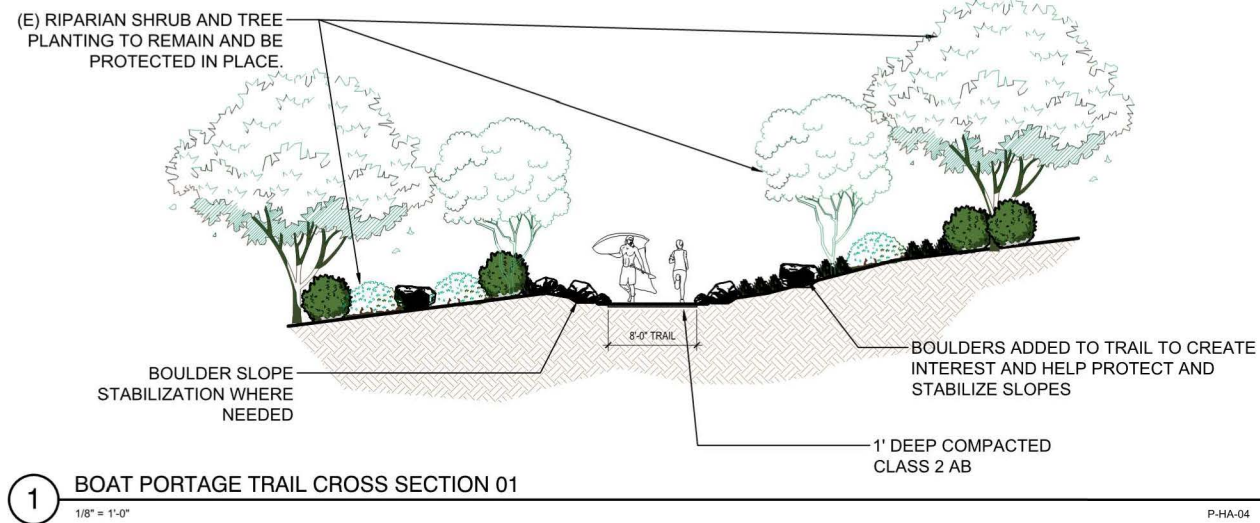 (E) RIPARIAN SHRUB AND TREE
PLANTING TO REMAIN AND BE
PROTECTED IN PLACE.
8'-0" TRAIL
BOULDER SLOPE
STABILIZATION WHERE
NEEDED
BOULDERS ADDED TO TRAIL TO CREATE
INTEREST AND HELP PROTECT AND
STABILIZE SLOPES
1' DEEP COMPACTED
CLASS 2 AB
1
BOAT PORTAGE TRAIL CROSS SECTION 01
1/8" = 1'-0"
P-HA-04